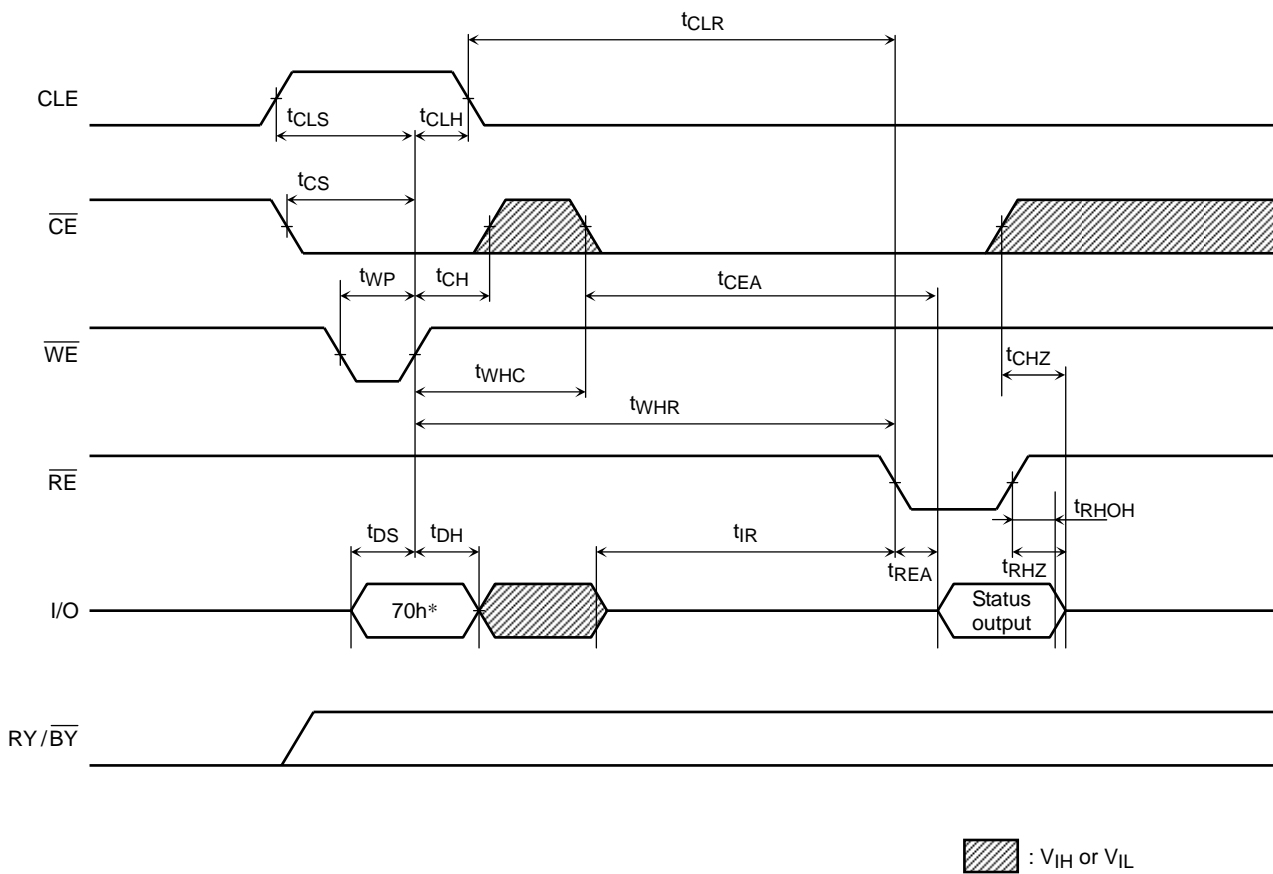 tCLR
CLE
tCLS
tCLH
tCS
CE
tWP
tCH
tCEA
WE
tWHC
tCHZ
tWHR
RE
tRHOH
tDS
tDH
tIR
tREA
tRHZ
I/O
70h*
Status
output
RY/BY
: VIH or VIL